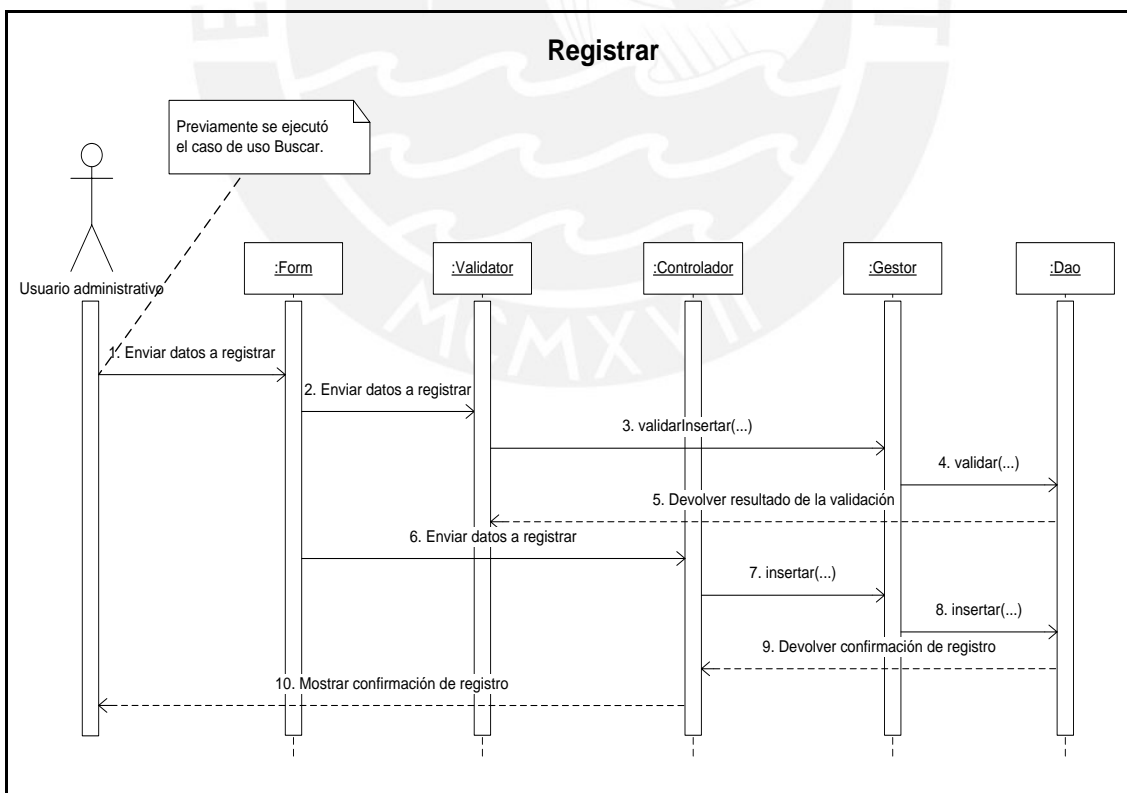 Registrar
Previamente se ejecutó
el caso de uso Buscar.
:Form
:Validator
:Controlador
:Gestor
:Dao
Usuario administrativo
1. Enviar datos a registrar
2. Enviar datos a registrar
3. validarInsertar(...)
4. validar(...)
5. Devolver resultado de la validación
6. Enviar datos a registrar
7. insertar(...)
8. insertar(...)
9. Devolver confirmación de registro
10. Mostrar confirmación de registro
MCMXVII